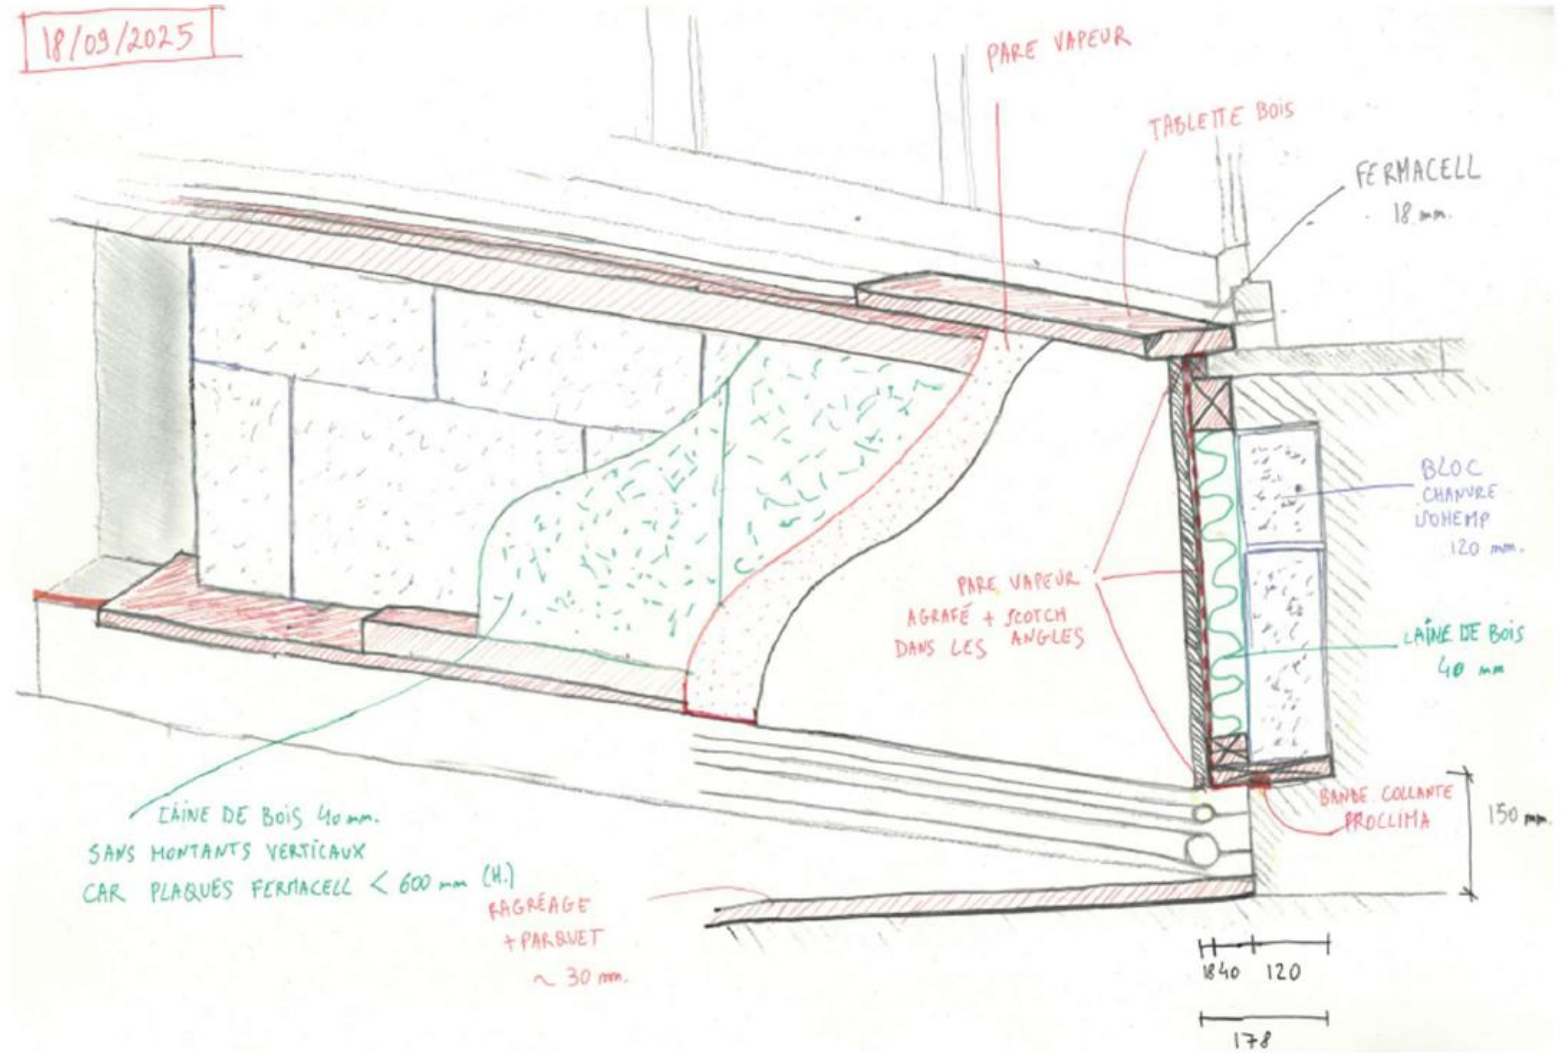 18/09/2025
PARE VAPEUR
TABLETTE BOIS
FERMACELL
18 mm.
BLOC
CHANVRE
ISOHEMP
120 mm.
PARE VAPEUR
AGRAFÉ + SCOTCH
DANS LES ANGLES
LAINE DE BOIS
40 mm
BANDE COLLANTE
PROCLIMA
150 mm.
LAINE DE BOIS 40 mm.
SANS MONTANTS VERTICAUX
CAR PLAQUES FERMACELL < 600 mm (H.)
RAGRÉAGE
+ PARQUET
~ 30 mm.
18 40 120
178